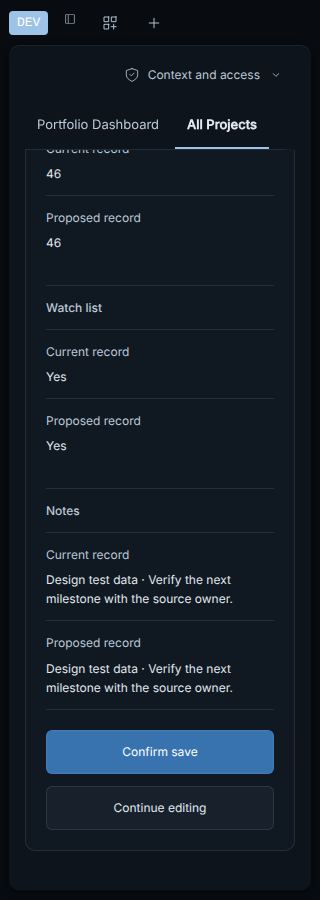 DEV
Context and access
Portfolio Dashboard
All Projects
Current record
46
Proposed record
46
Watch list
Current record
Yes
Proposed record
Yes
Notes
Current record
Design test data · Verify the next
milestone with the source owner.
Proposed record
Design test data · Verify the next
milestone with the source owner.
Confirm save
Continue editing